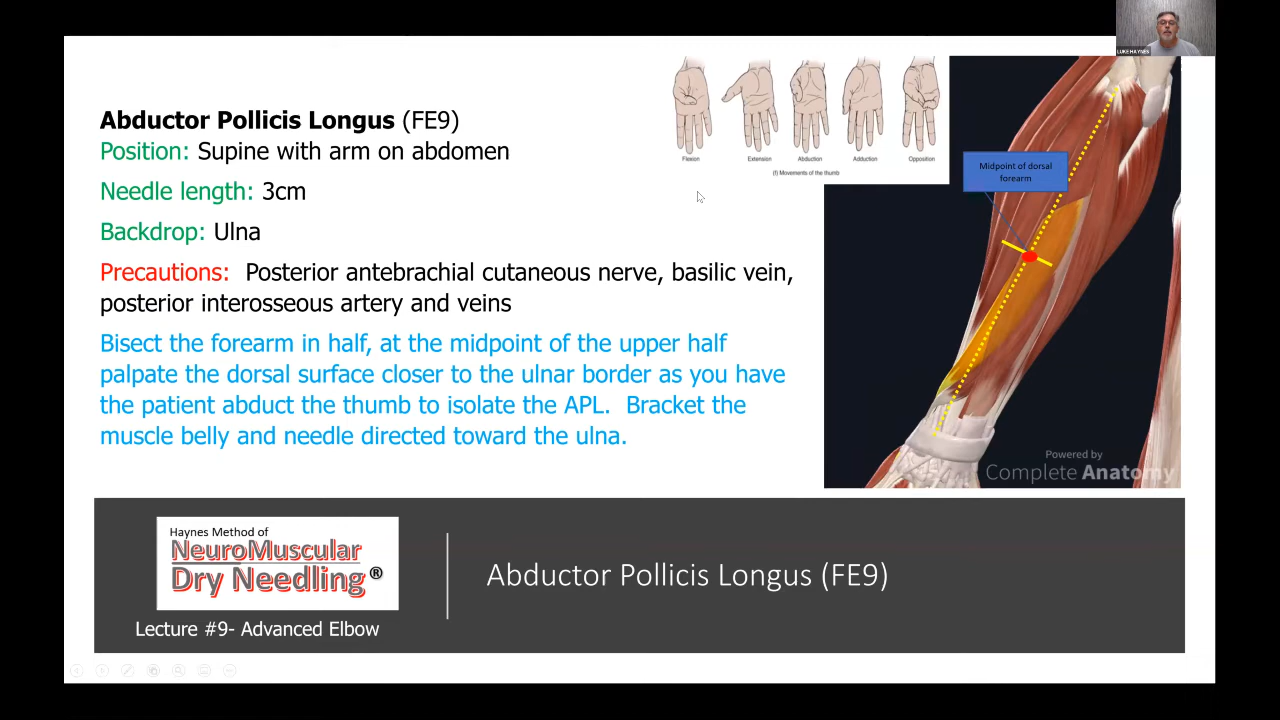 LUKE HAYNES
Abductor Pollicis Longus (FE9)
Position: Supine with arm on abdomen
Needle length: 3cm
Backdrop: Ulna
Precautions: Posterior antebrachial cutaneous nerve, basilic vein,
posterior interosseous artery and veins
Bisect the forearm in half, at the midpoint of the upper half
palpate the dorsal surface closer to the ulnar border as you have
the patient abduct the thumb to isolate the APL. Bracket the
muscle belly and needle directed toward the ulna.
Flexion Extension Abduction Adduction Opposition
(f) Movements of the thumb
Midpoint of dorsal
forearm
Powered by
Complete Anatomy
Haynes Method of
NeuroMuscular
Dry Needling®
Lecture #9- Advanced Elbow
Abductor Pollicis Longus (FE9)